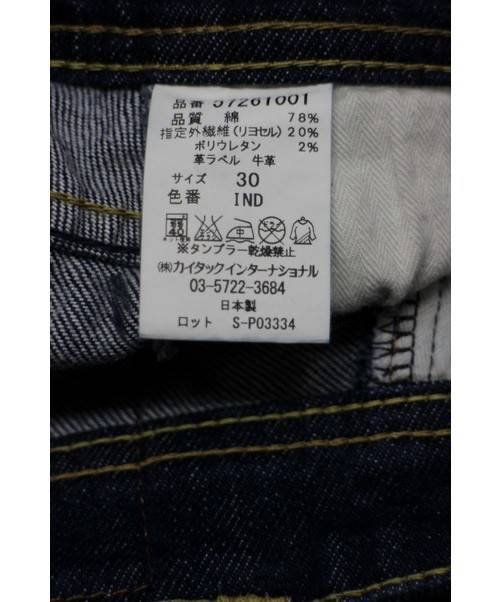 品番 37261001
品質 綿 78%
指定外繊維(リヨセル) 20%
ポリウレタン 2%
革ラベル 牛革
サイズ 30
色番 IND
40 中
※タンブラー乾燥禁止
㈱カイタックインターナショナル
03-5722-3684
日本製
ロット S-P03334